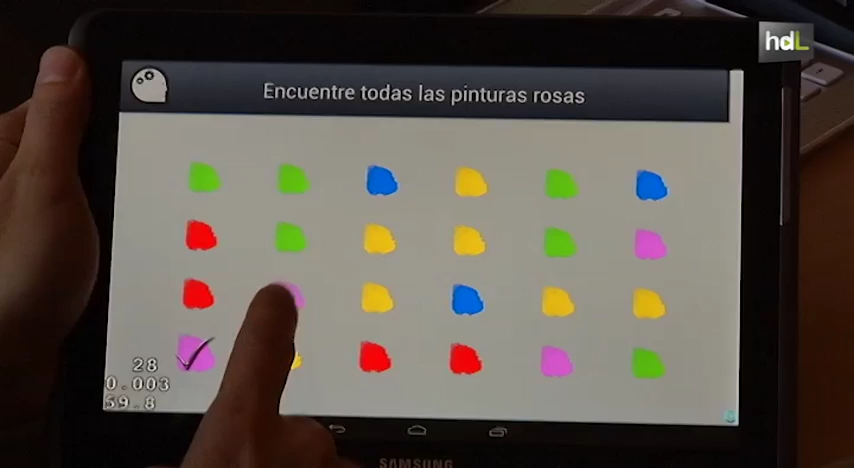 hdL
Encuentre todas las pinturas rosas
28
0.003
59.8
SAMSUNG